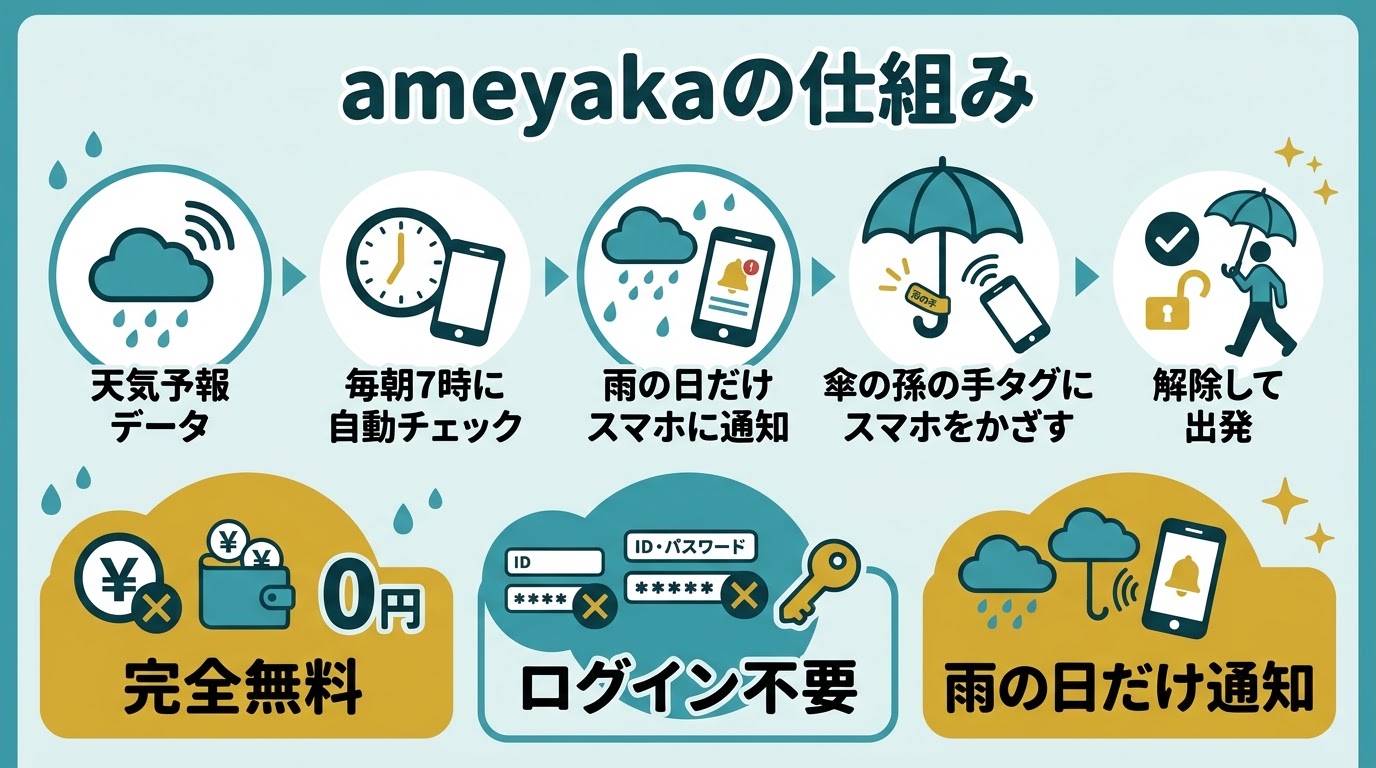 ameyakaの仕組み
天気予報
データ
毎朝7時に
自動チェック
雨の日だけ
スマホに通知
傘の孫の手タグに
スマホをかざす
解除して
出発
¥
¥
¥
0円
完全無料
ID
****
ID・パスワード
*****
ログイン不要
雨の日だけ通知